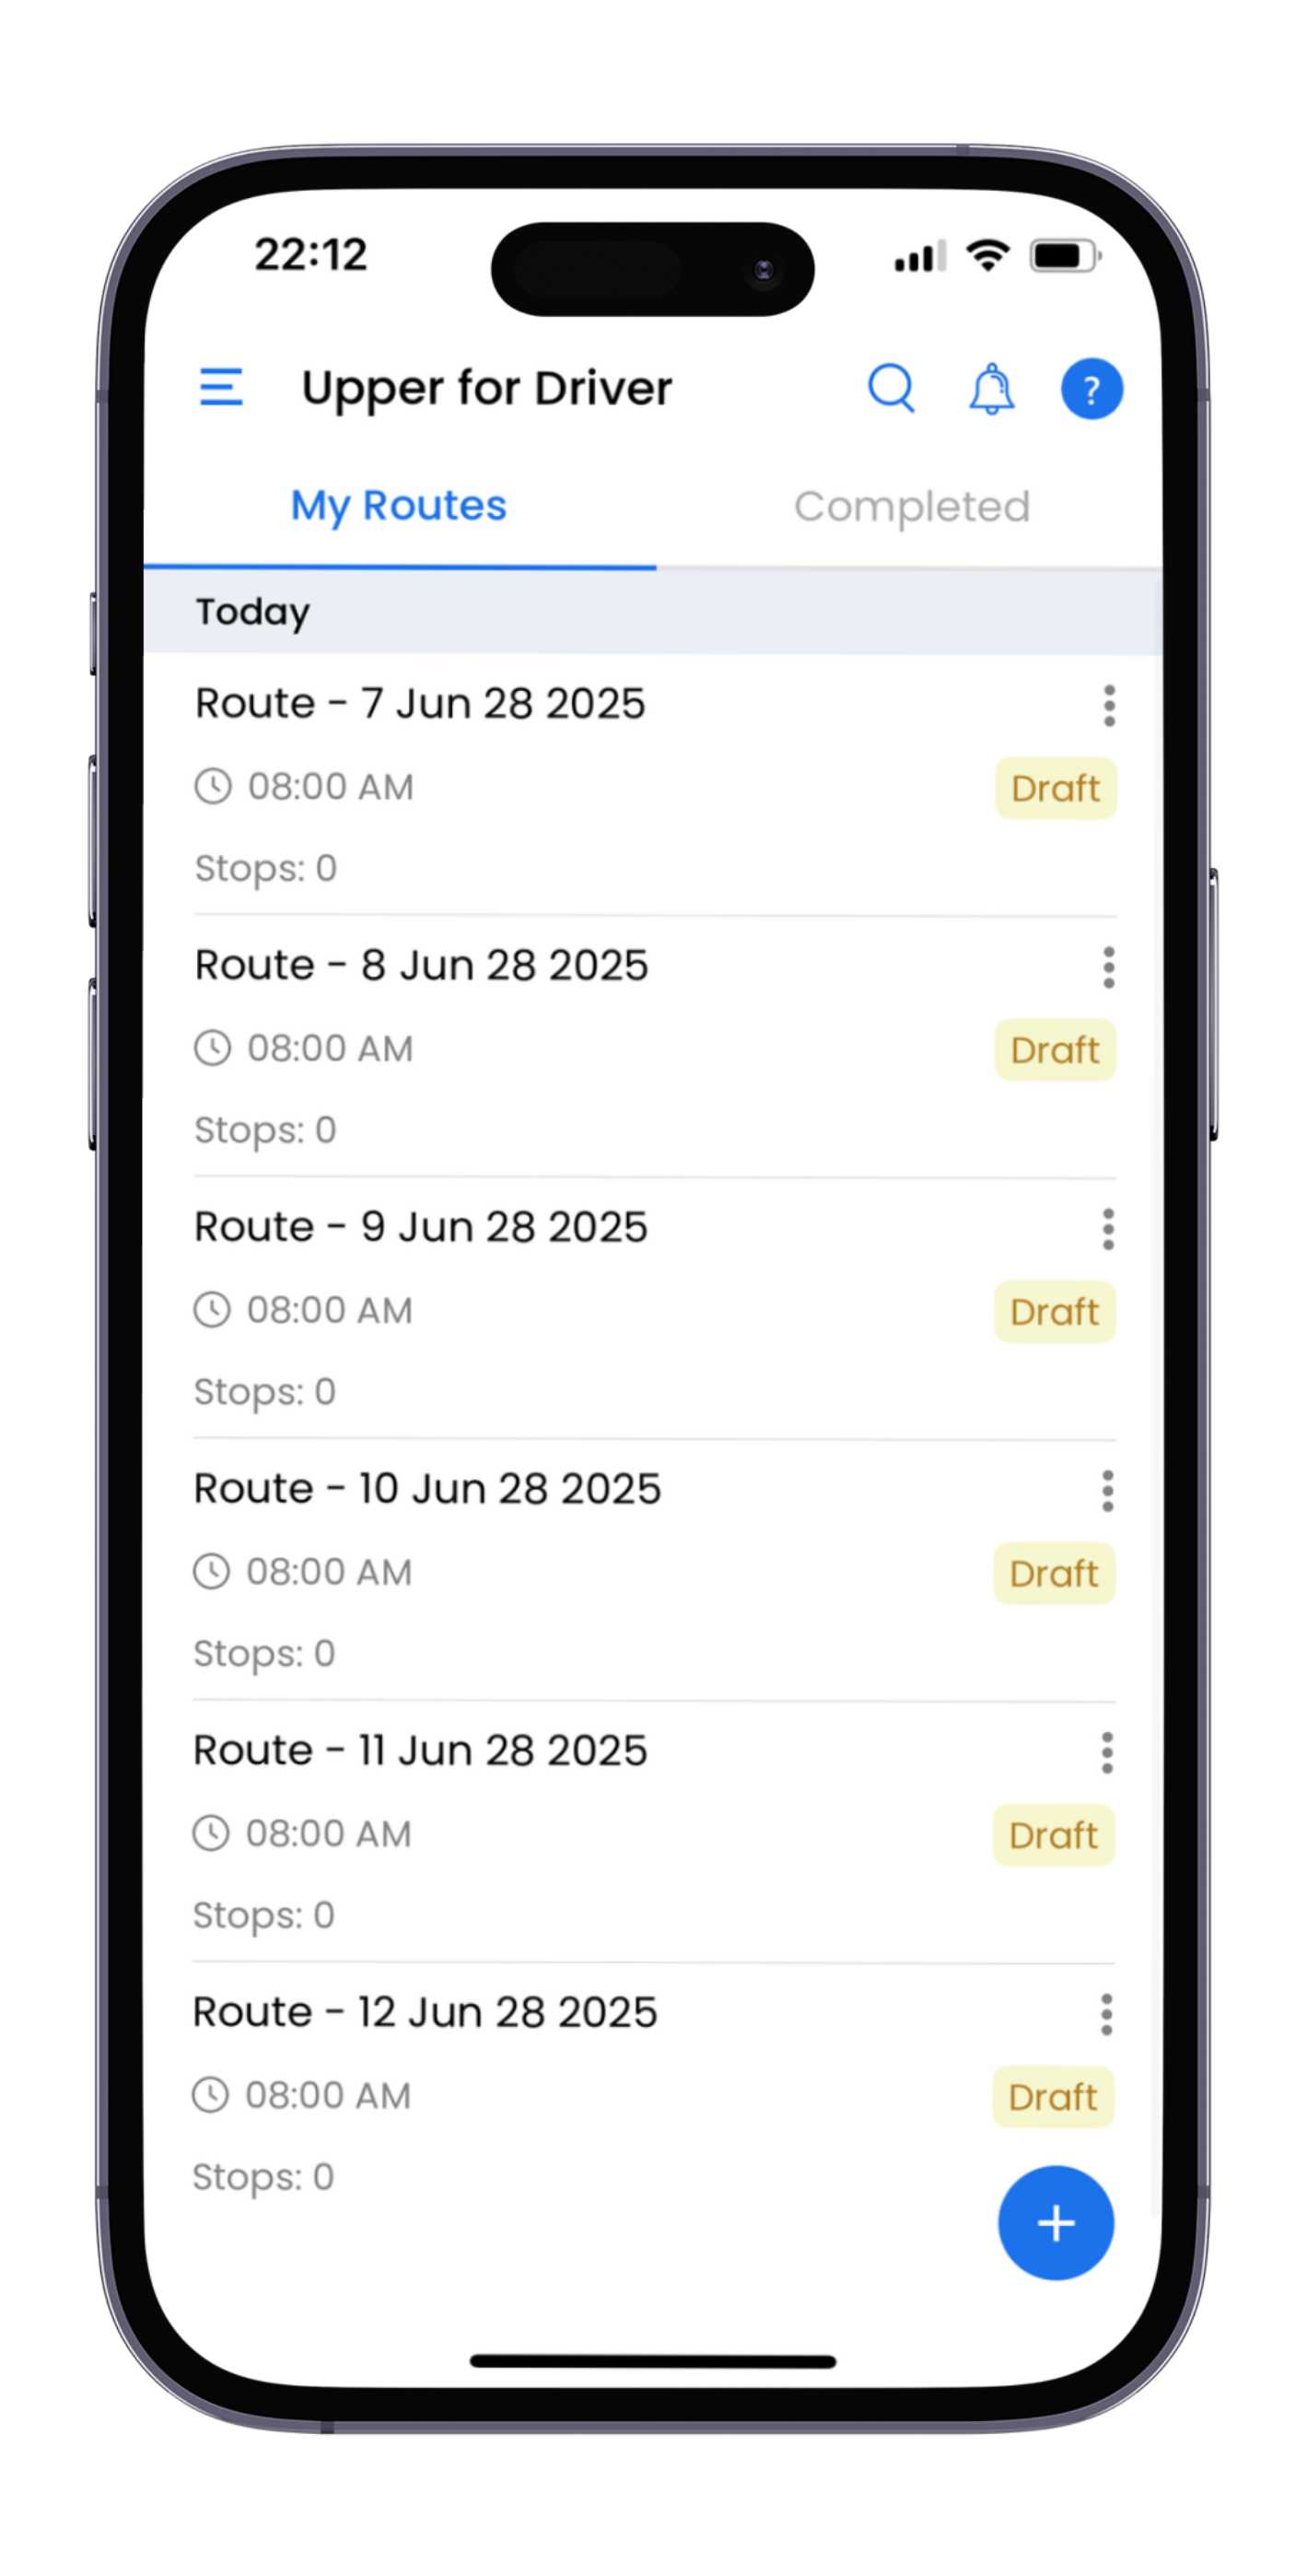 22:12
Upper for Driver
?
My Routes Completed
Today
Route - 7 Jun 28 2025
08:00 AM Draft
Stops: 0
Route - 8 Jun 28 2025
08:00 AM Draft
Stops: 0
Route - 9 Jun 28 2025
08:00 AM Draft
Stops: 0
Route - 10 Jun 28 2025
08:00 AM Draft
Stops: 0
Route - 11 Jun 28 2025
08:00 AM Draft
Stops: 0
Route - 12 Jun 28 2025
08:00 AM Draft
Stops: 0
+